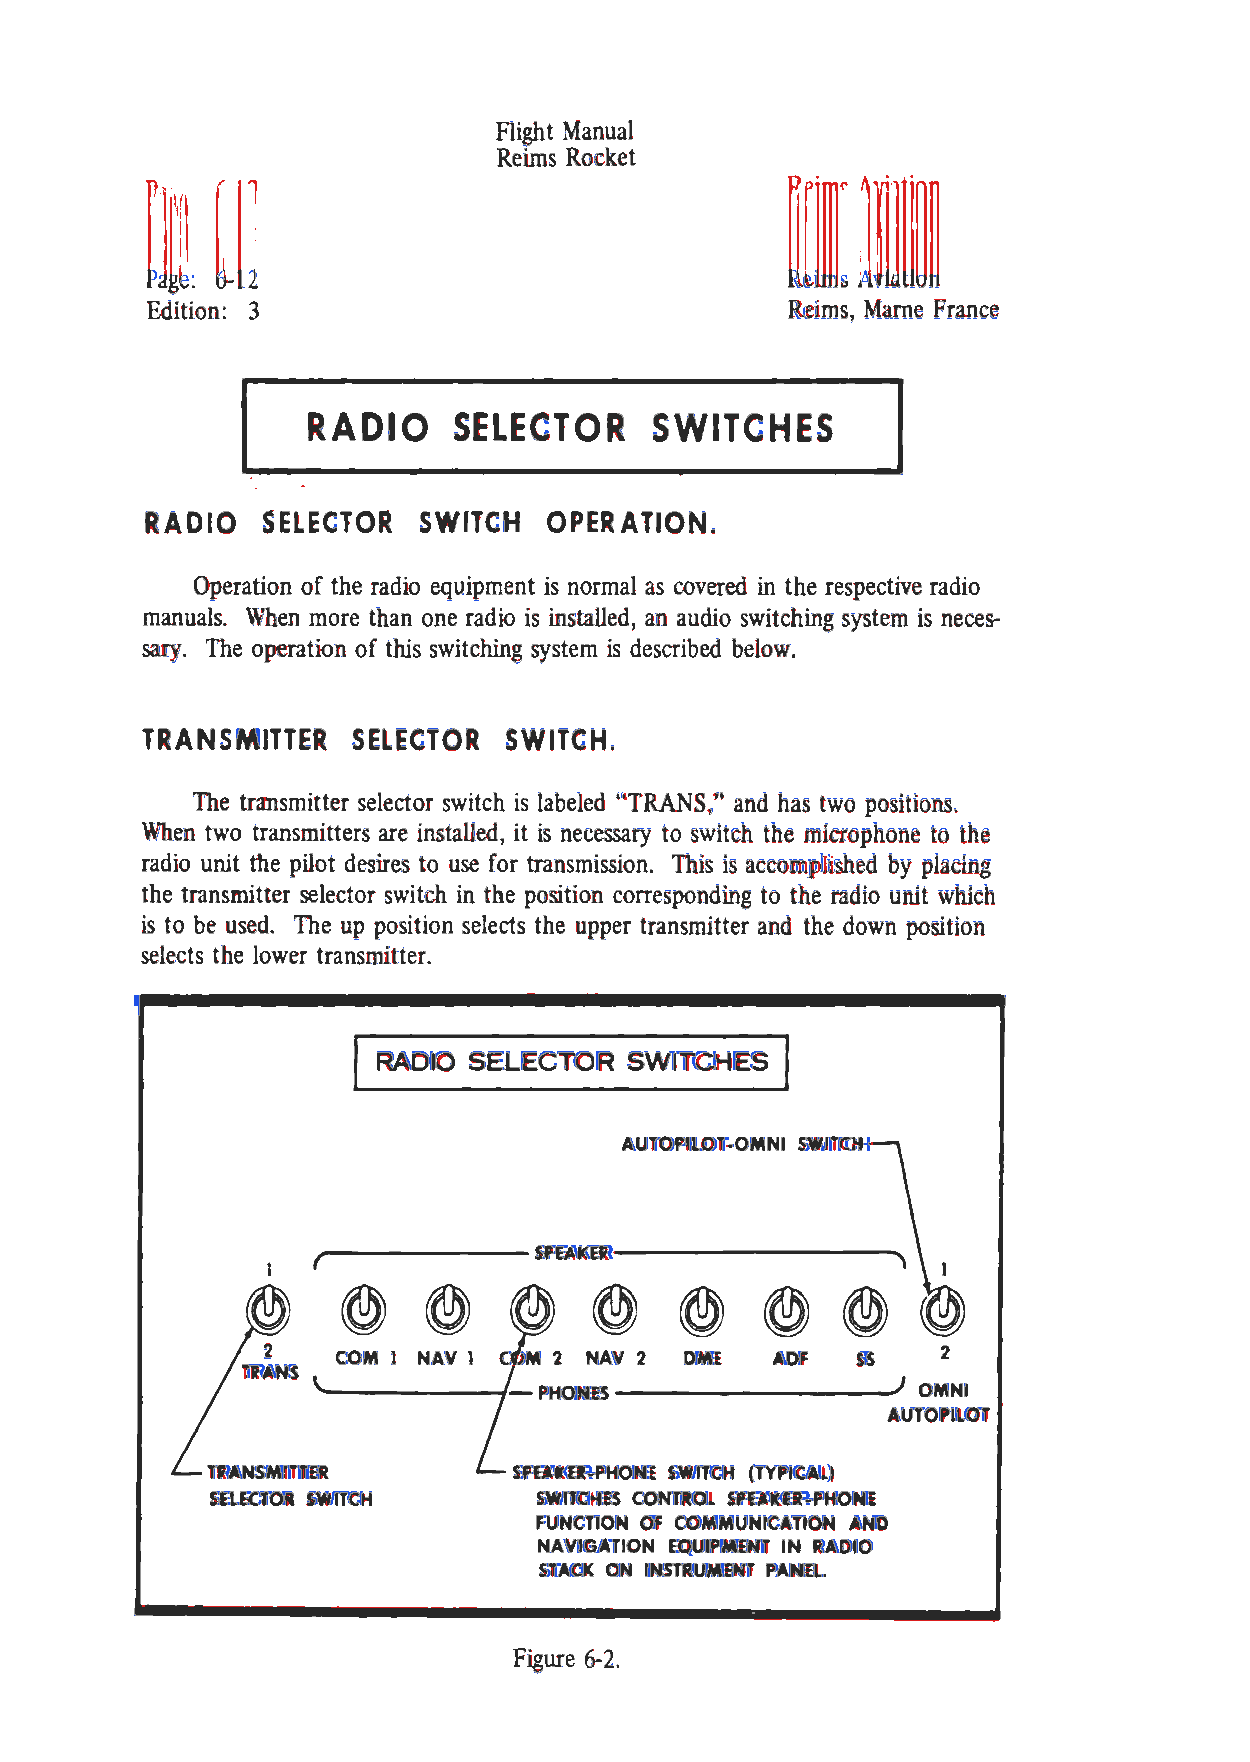 Flight Manual
Reims Rocket
Page: 6-12
Reims Aviation
Edition: 3
Reims, Marne France
RADIO SELECTOR SWITCHES
RADIO SELECTOR SWITCH OPERATION.
Operation of the radio equipment is normal as covered in the respective radio
manuals. When more than one radio is installed, an audio switching system is neces-
sary. The operation of this switching system is described below.
TRANSMITTER SELECTOR SWITCH.
The transmitter selector switch is labeled “TRANS,” and has two positions.
When two transmitters are installed, it is necessary to switch the microphone to the
radio unit the pilot desires to use for transmission. This is accomplished by placing
the transmitter selector switch in the position corresponding to the radio unit which
is to be used. The up position selects the upper transmitter and the down position
selects the lower transmitter.
RADIO SELECTOR SWITCHES
AUTOPILOT-OMNI SWITCH
SPEAKER
1
1
2
TRANS
COM 1 NAV 1 COM 2 NAV 2 DME ADF SS
2
PHONES
OMNI
AUTOPILOT
TRANSMITTER
SELECTOR SWITCH
SPEAKER-PHONE SWITCH (TYPICAL)
SWITCHES CONTROL SPEAKER-PHONE
FUNCTION OF COMMUNICATION AND
NAVIGATION EQUIPMENT IN RADIO
STACK ON INSTRUMENT PANEL.
Figure 6-2.